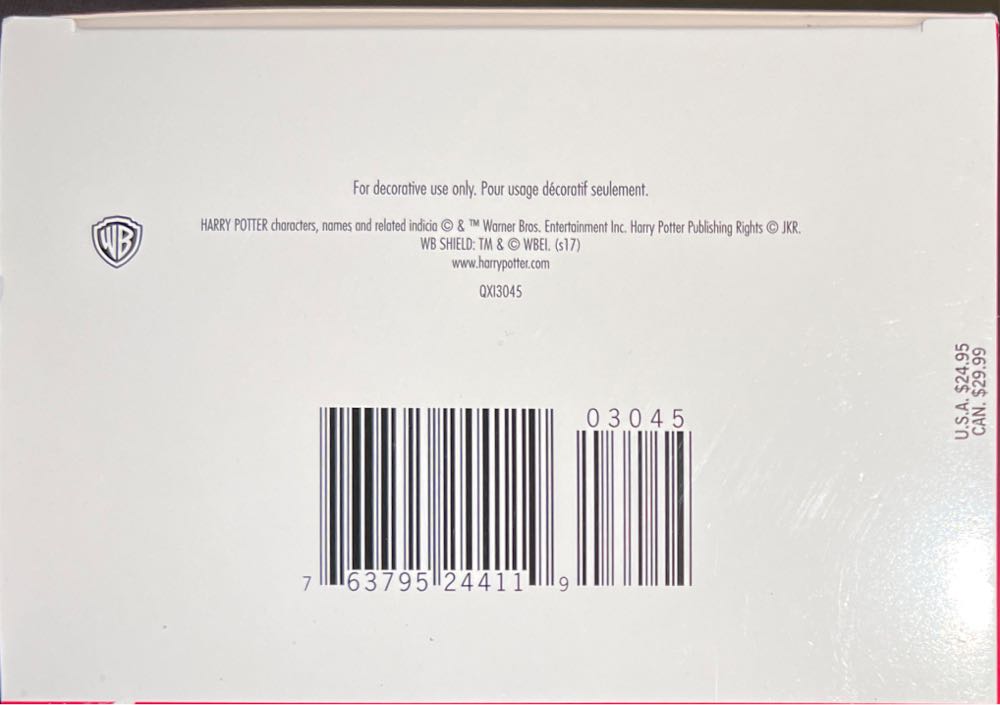 For decorative use only. Pour usage décoratif seulement.
HARRY POTTER characters, names and related indicia © & ™ Warner Bros. Entertainment Inc. Harry Potter Publishing Rights © JKR.
WB SHIELD: TM & © WBEI. (s17)
www.harrypotter.com
QXI3045
WB
U.S.A. $24.95
CAN. $29.99
03045
7 63795 24411 9